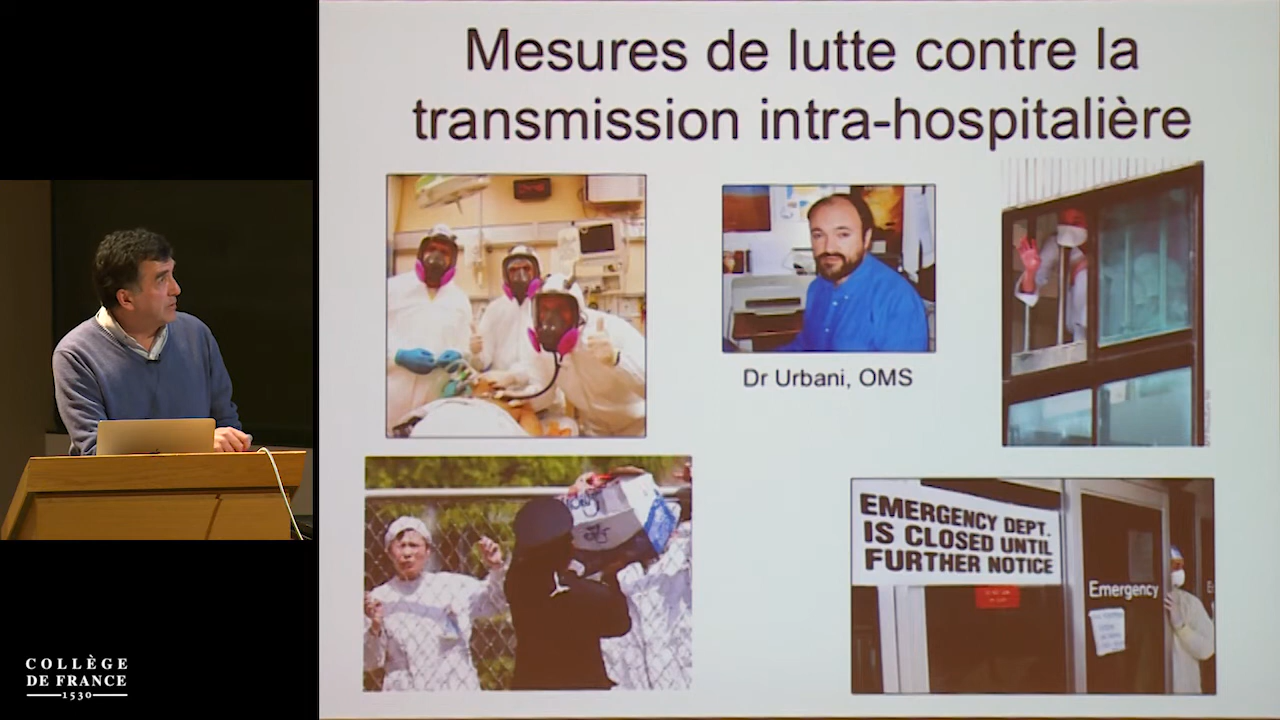 Mesures de lutte contre la
transmission intra-hospitalière
Dr Urbani, OMS
EMERGENCY DEPT.
IS CLOSED UNTIL
FURTHER NOTICE
Emergency
COLLÈGE
DE FRANCE
1530